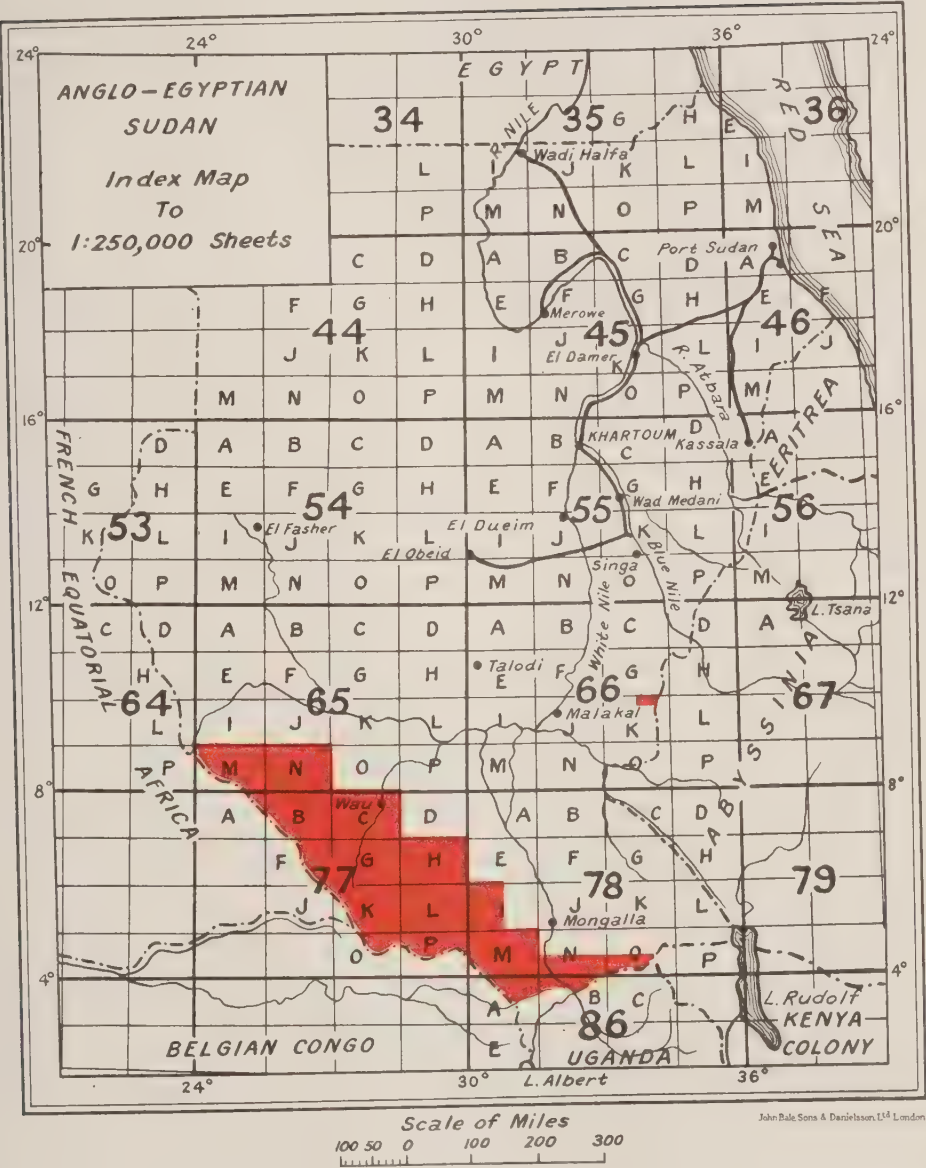 24° 30° 36° 24°
24°
EGYPT
ANGLO-EGYPTIAN
SUDAN
Index Map
To
1:250,000 Sheets
34 35 G H E 36
R. NILE
RED
SEA
Wadi Halfa
L I J K L I
P M N O P M
20° 20°
Port Sudan
C D A B C D A
F G H E F G H E F
44 45 46
Merowe
J K L I J K L I J
El Damer
R. Atbara
M N O P M N O P M
16° 16°
FRENCH
EQUATORIAL
AFRICA
ERITREA
D A B C D A B C D A
KHARTOUM
Kassala
G H E F G H E F G H E
53 54 55 56
Wad Medani
El Fasher
El Dueim
K L I J K L I J K L I
El Obeid
Singa
White Nile
Blue Nile
O P M N O P M N O P M
12° 12°
L. Tsana
C D A B C D A B C D A
Talodi
H E F G H E F G H
64 65 66 67
Malakal
L I J K L I J K L
ABYSSINIA
P M N O P M N O P
8° 8°
Wau
A B C D A B C D
F G H E F G H
77 78 79
J K L I J K L
Mongalla
O P M N O P
4° 4°
A B C
86
L. Rudolf
KENYA
COLONY
E
BELGIAN CONGO
UGANDA
24° 30° 36°
L. Albert
Scale of Miles
100 50 0 100 200 300
John Bale Sons & Danielsson Ltd London